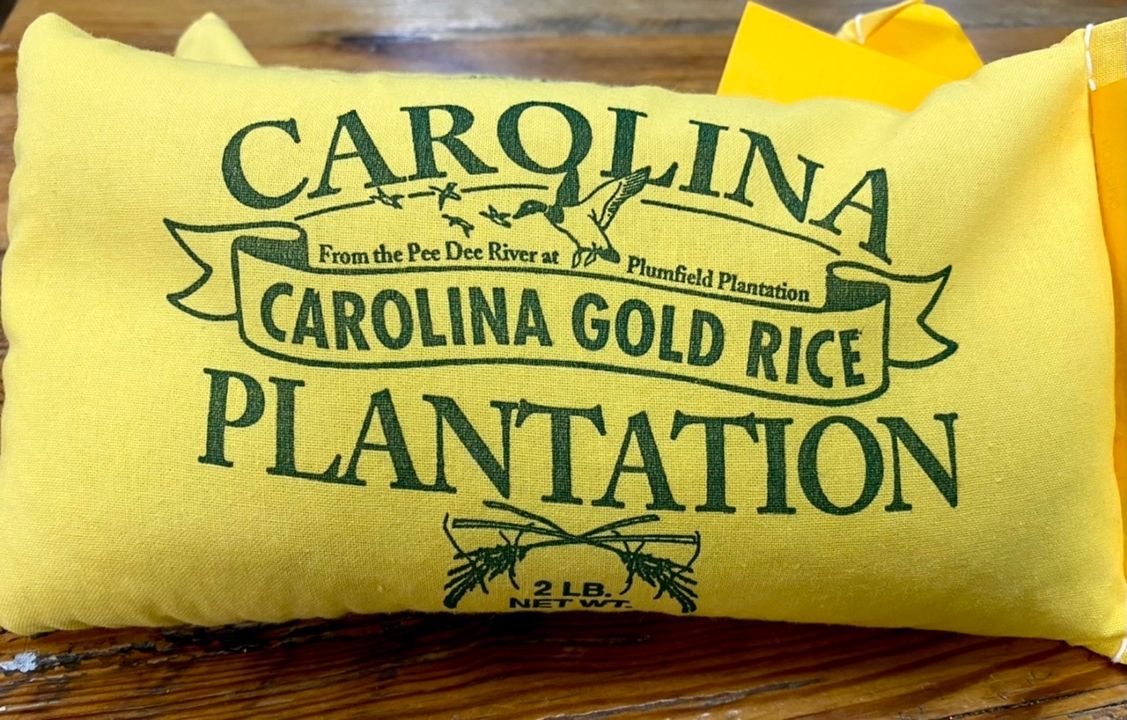 CAROLINA
From the Pee Dee River at Plumfield Plantation
CAROLINA GOLD RICE
PLANTATION
2 LB.
NET WT.